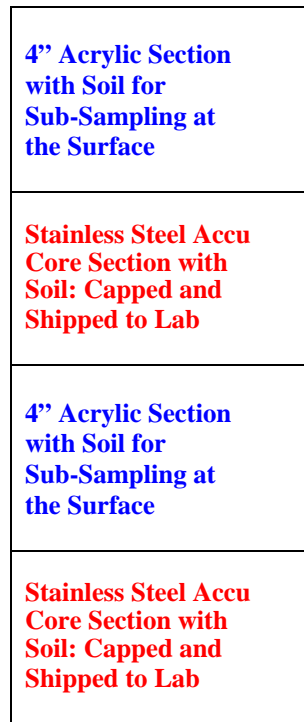 4” Acrylic Section
with Soil for
Sub-Sampling at
the Surface
Stainless Steel Accu
Core Section with
Soil: Capped and
Shipped to Lab
4” Acrylic Section
with Soil for
Sub-Sampling at
the Surface
Stainless Steel Accu
Core Section with
Soil: Capped and
Shipped to Lab